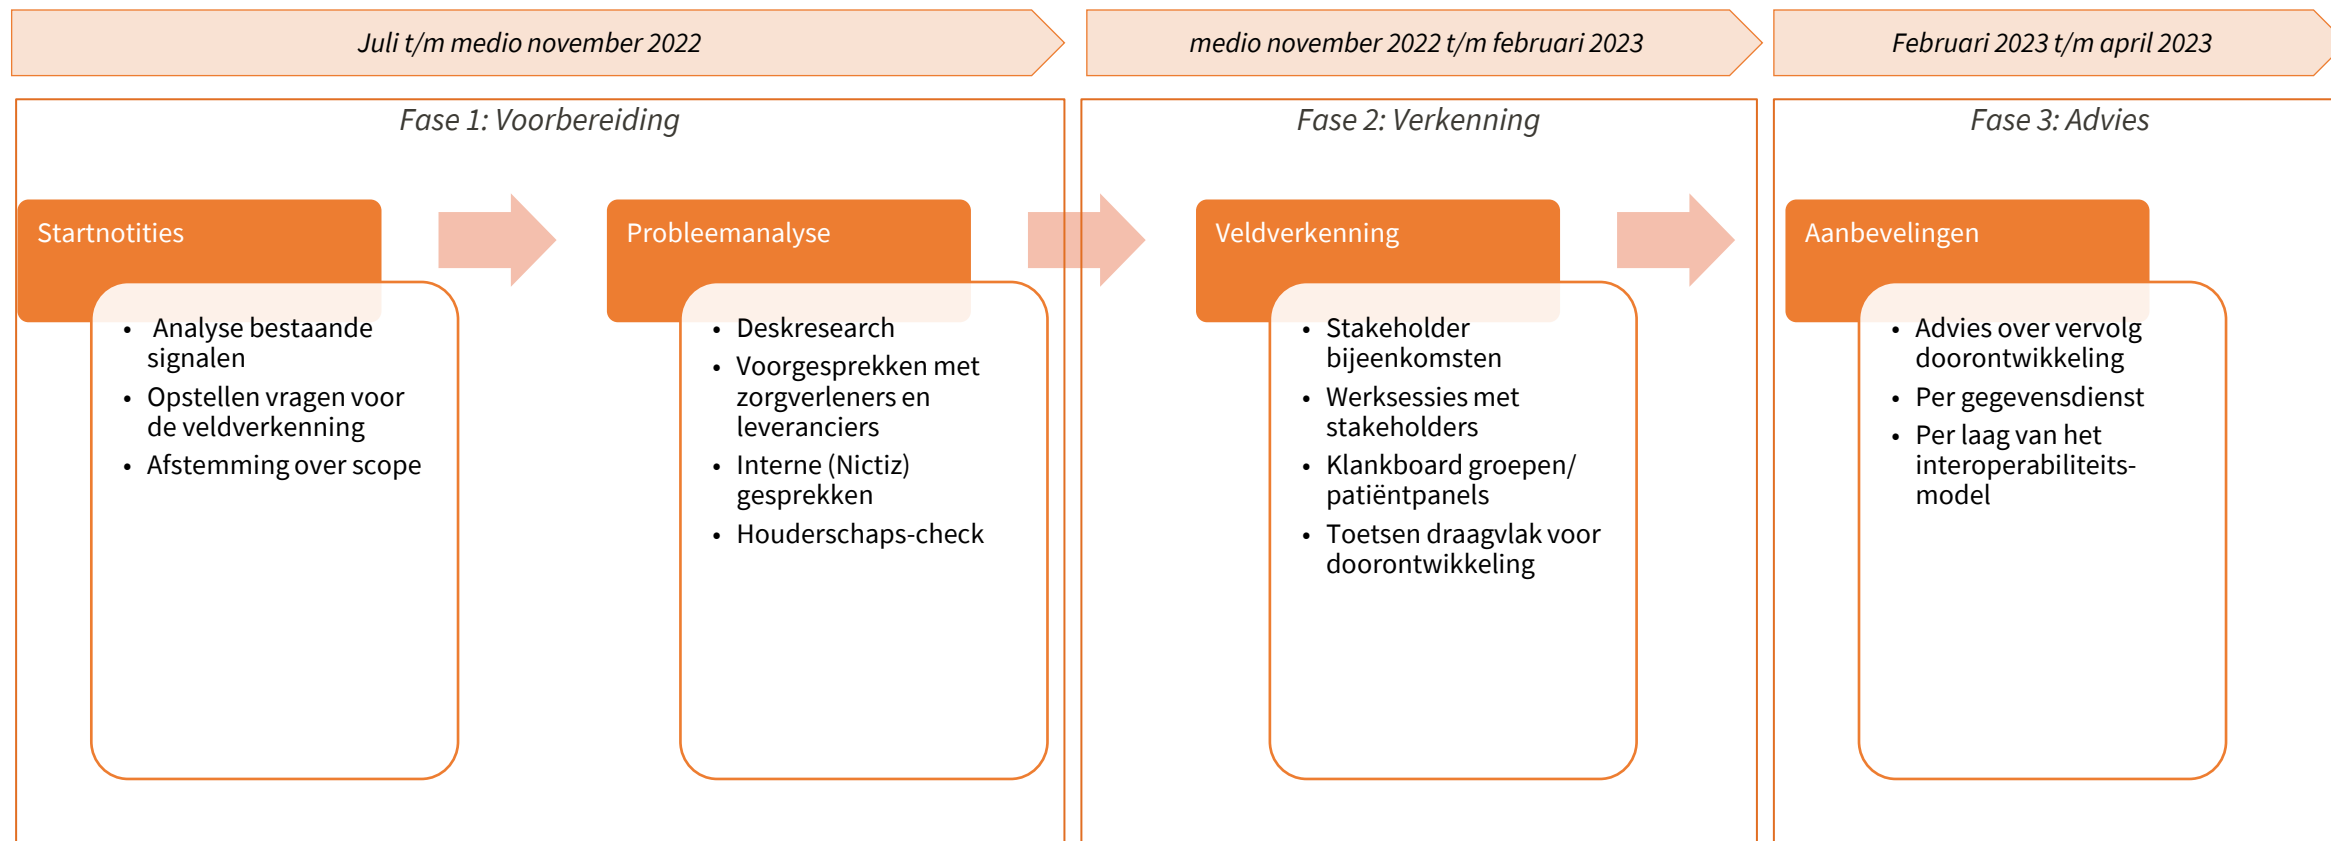 Juli t/m medio november 2022
medio november 2022 t/m februari 2023
Februari 2023 t/m april 2023
Fase 1: Voorbereiding
Fase 2: Verkenning
Fase 3: Advies
Startnotities
• Analyse bestaande
signalen
• Opstellen vragen voor
de veldverkenning
• Afstemming over scope
Probleemanalyse
• Deskresearch
• Voorgesprekken met
zorgverleners en
leveranciers
• Interne (Nictiz)
gesprekken
• Houderschaps-check
Veldverkenning
• Stakeholder
bijeenkomsten
• Werksessies met
stakeholders
• Klankboard groepen/
patiëntpanels
• Toetsen draagvlak voor
doorontwikkeling
Aanbevelingen
• Advies over vervolg
doorontwikkeling
• Per gegevensdienst
• Per laag van het
interoperabiliteits-
model